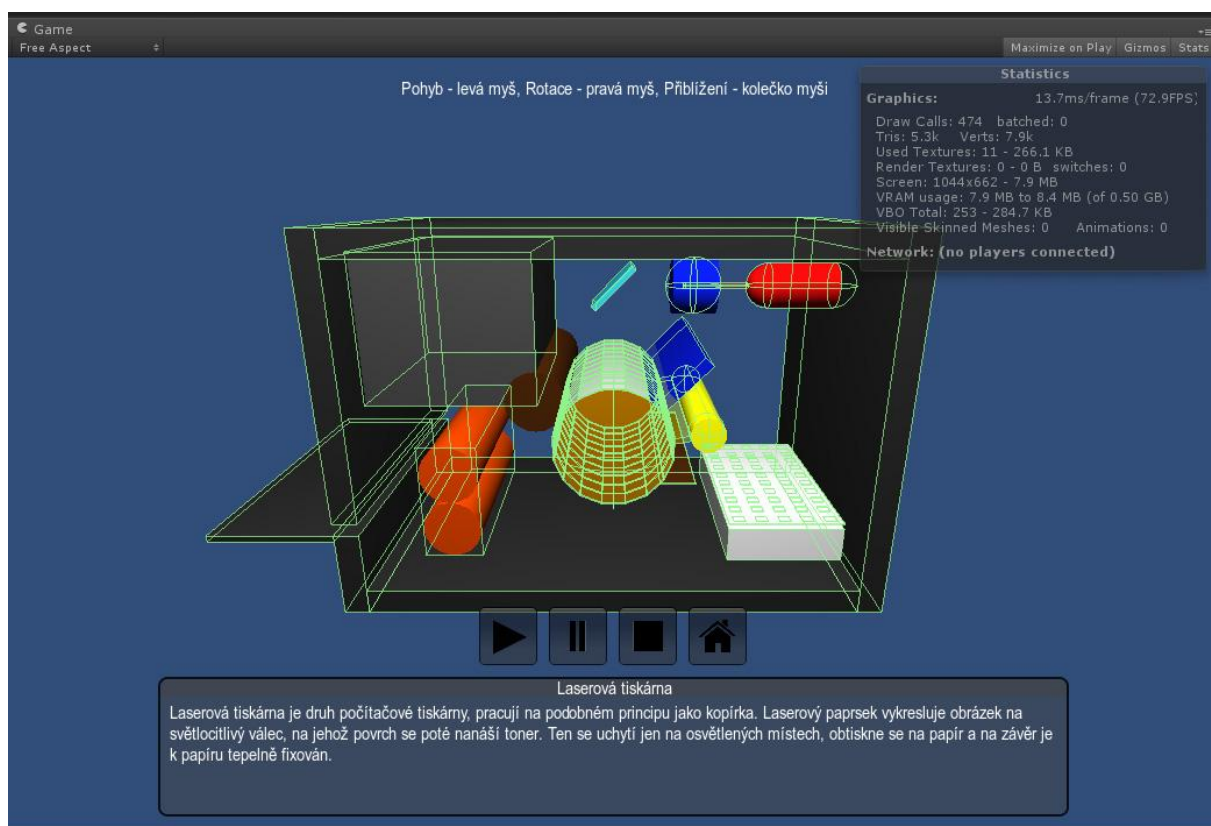 Game
Free Aspect
Maximize on Play Gizmos Stats
Pohyb - levá myš, Rotace - pravá myš, Přiblížení - kolečko myši
Statistics
Graphics: 13.7ms/frame (72.9FPS)
Draw Calls: 474 batched: 0
Tris: 5.3k Verts: 7.9k
Used Textures: 11 - 266.1 KB
Render Textures: 0 - 0 B switches: 0
Screen: 1044x662 - 7.9 MB
VRAM usage: 7.9 MB to 8.4 MB (of 0.50 GB)
VBO Total: 253 - 284.7 KB
Visible Skinned Meshes: 0 Animations: 0
Network: (no players connected)
Laserová tiskárna
Laserová tiskárna je druh počítačové tiskárny, pracují na podobném principu jako kopírka. Laserový paprsek vykresluje obrázek na
světlocitlivý válec, na jehož povrch se poté nanáší toner. Ten se uchytí jen na osvětlených místech, obtiskne se na papír a na závěr je
k papíru tepelně fixován.